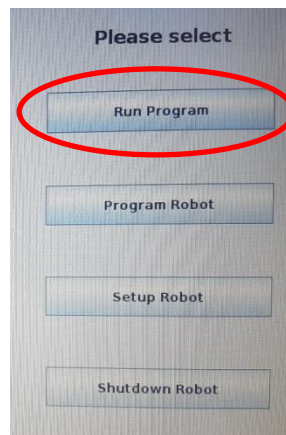 Please select
Run Program
Program Robot
Setup Robot
Shutdown Robot